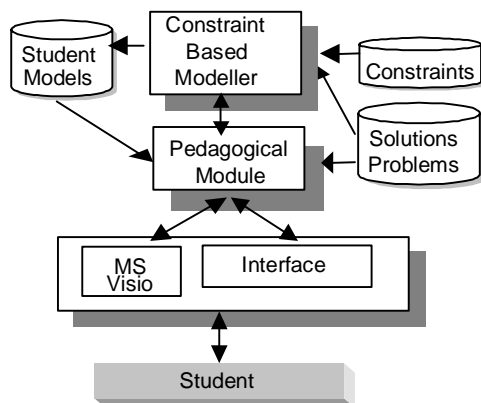 Student
Models
Constraint
Based
Modeller
Constraints
Solutions
Problems
Pedagogical
Module
MS
Visio
Interface
Student